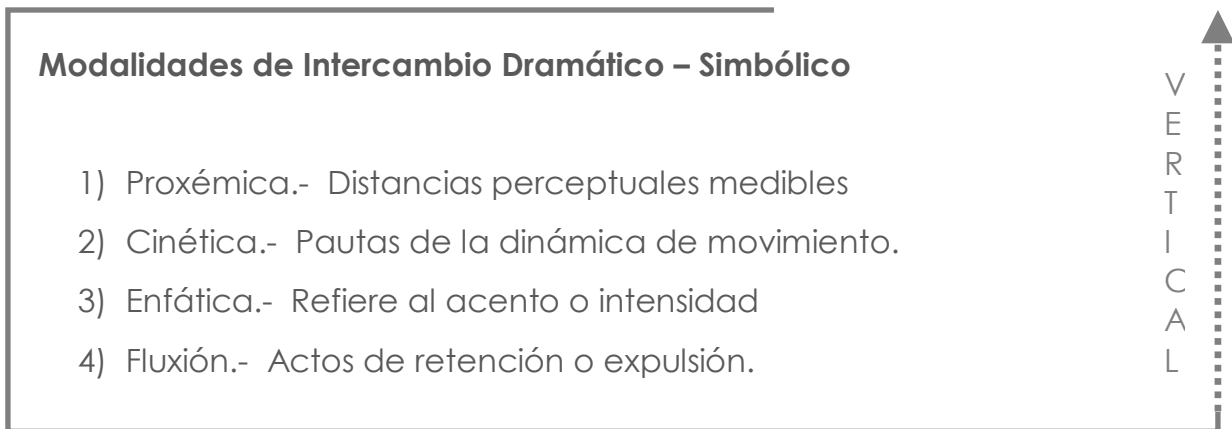 Modalidades de Intercambio Dramático – Simbólico
1) Proxémica.- Distancias perceptuales medibles
2) Cinética.- Pautas de la dinámica de movimiento.
3) Enfática.- Refiere al acento o intensidad
4) Fluxión.- Actos de retención o expulsión.
VERTICAL